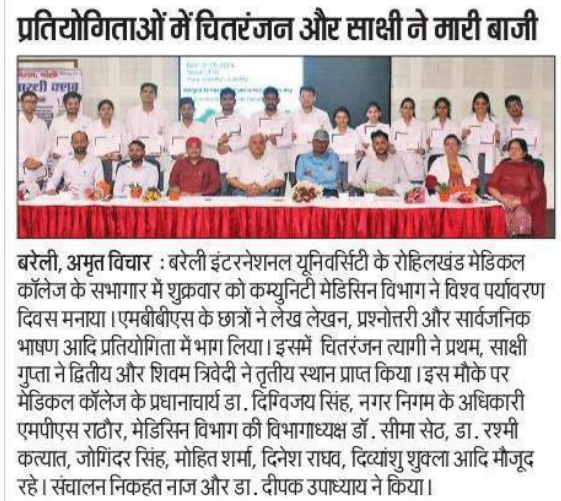 प्रतियोगिताओं में चितरंजन और साक्षी ने मारी बाजी
बरेली, अमृत विचार : बरेली इंटरनेशनल यूनिवर्सिटी के रोहिलखंड मेडिकल
कॉलेज के सभागार में शुक्रवार को कम्युनिटी मेडिसिन विभाग ने विश्व पर्यावरण
दिवस मनाया। एमबीबीएस के छात्रों ने लेख लेखन, प्रश्नोत्तरी और सार्वजनिक
भाषण आदि प्रतियोगिता में भाग लिया। इसमें चितरंजन त्यागी ने प्रथम, साक्षी
गुप्ता ने द्वितीय और शिवम त्रिवेदी ने तृतीय स्थान प्राप्त किया। इस मौके पर
मेडिकल कॉलेज के प्रधानाचार्य डा. दिग्विजय सिंह, नगर निगम के अधिकारी
एमपीएस राठौर, मेडिसिन विभाग की विभागाध्यक्ष डॉ. सीमा सेठ, डा. रश्मी
कत्यात, जोगिंदर सिंह, मोहित शर्मा, दिनेश राघव, दिव्यांशु शुक्ला आदि मौजूद
रहे। संचालन निकहत नाज और डा. दीपक उपाध्याय ने किया।